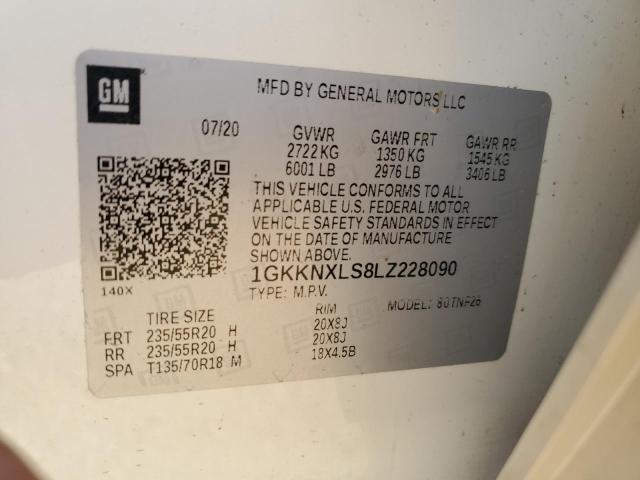 GM
MFD BY GENERAL MOTORS LLC
07/20 GVWR GAWR FRT GAWR RR
2722 KG 1350 KG 1545 KG
6001 LB 2976 LB 3406 LB
THIS VEHICLE CONFORMS TO ALL
APPLICABLE U.S. FEDERAL MOTOR
VEHICLE SAFETY STANDARDS IN EFFECT
ON THE DATE OF MANUFACTURE
SHOWN ABOVE.
140X 1GKKNXLS8LZ228090
TYPE: M.P.V. MODEL: 80TNF26
TIRE SIZE RIM
FRT 235/55R20 H 20X8J
RR 235/55R20 H 20X8J
SPA T135/70R18 M 18X4.5B